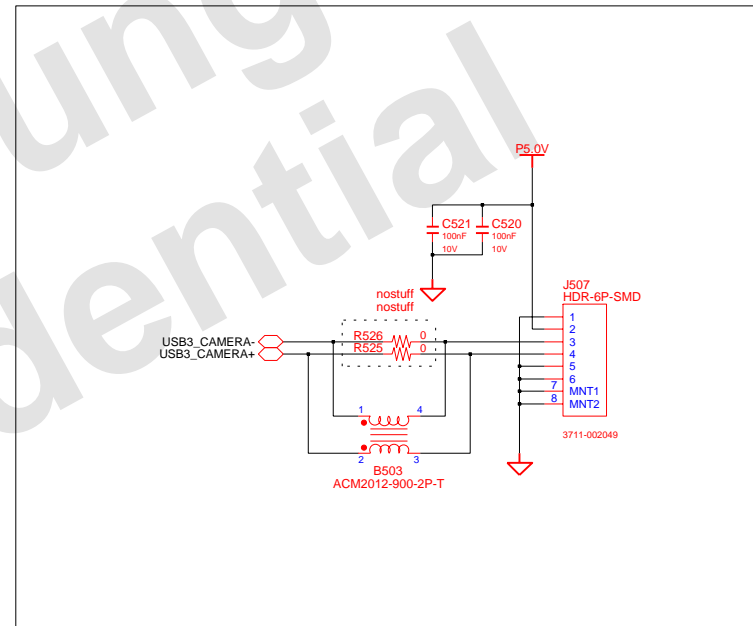 ung
dential
P5.0V
C521
100nF
10V
C520
100nF
10V
nostuff
nostuff
J507
HDR-6P-SMD
USB3_CAMERA-
USB3_CAMERA+
R526 0
R525 0
1
2
3
4
5
6
7 MNT1
8 MNT2
3711-002049
1 4
2 3
B503
ACM2012-900-2P-T